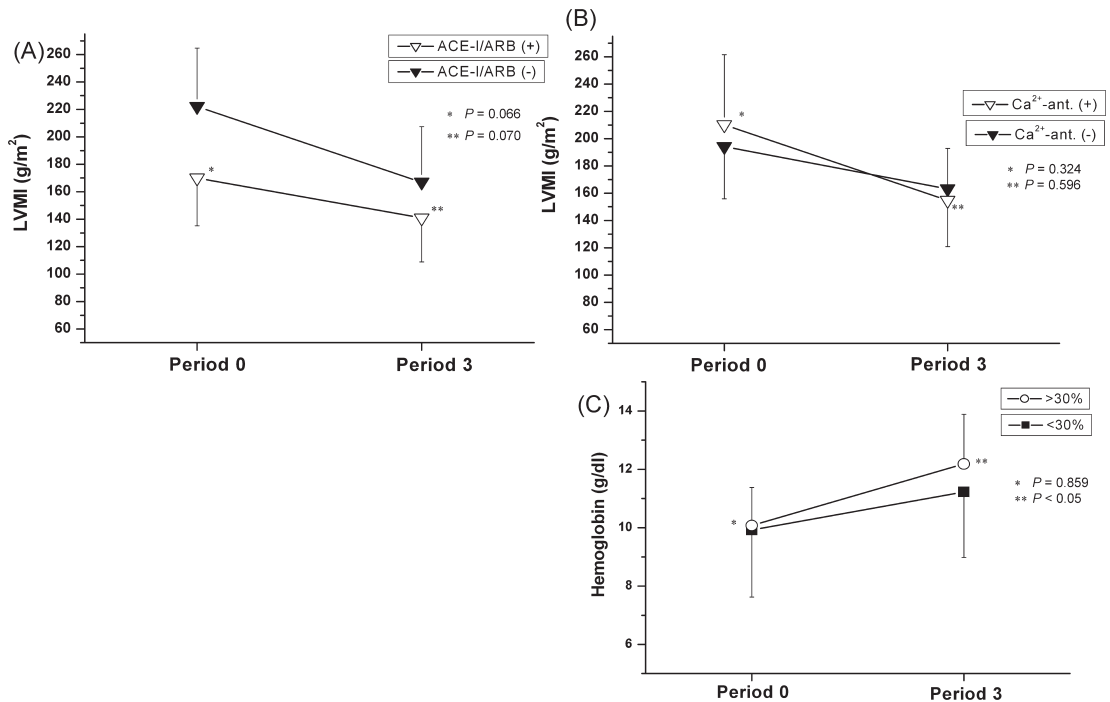 (A)
ACE-I/ARB (+)
ACE-I/ARB (-)
* P = 0.066
** P = 0.070
LVMI (g/m²)
260
240
220
200
180
160
140
120
100
80
60
*
**
Period 0
Period 3
(B)
Ca²⁺-ant. (+)
Ca²⁺-ant. (-)
* P = 0.324
** P = 0.596
LVMI (g/m²)
260
240
220
200
180
160
140
120
100
80
60
*
**
Period 0
Period 3
(C)
>30%
<30%
* P = 0.859
** P < 0.05
Hemoglobin (g/dl)
14
12
10
8
6
*
**
Period 0
Period 3